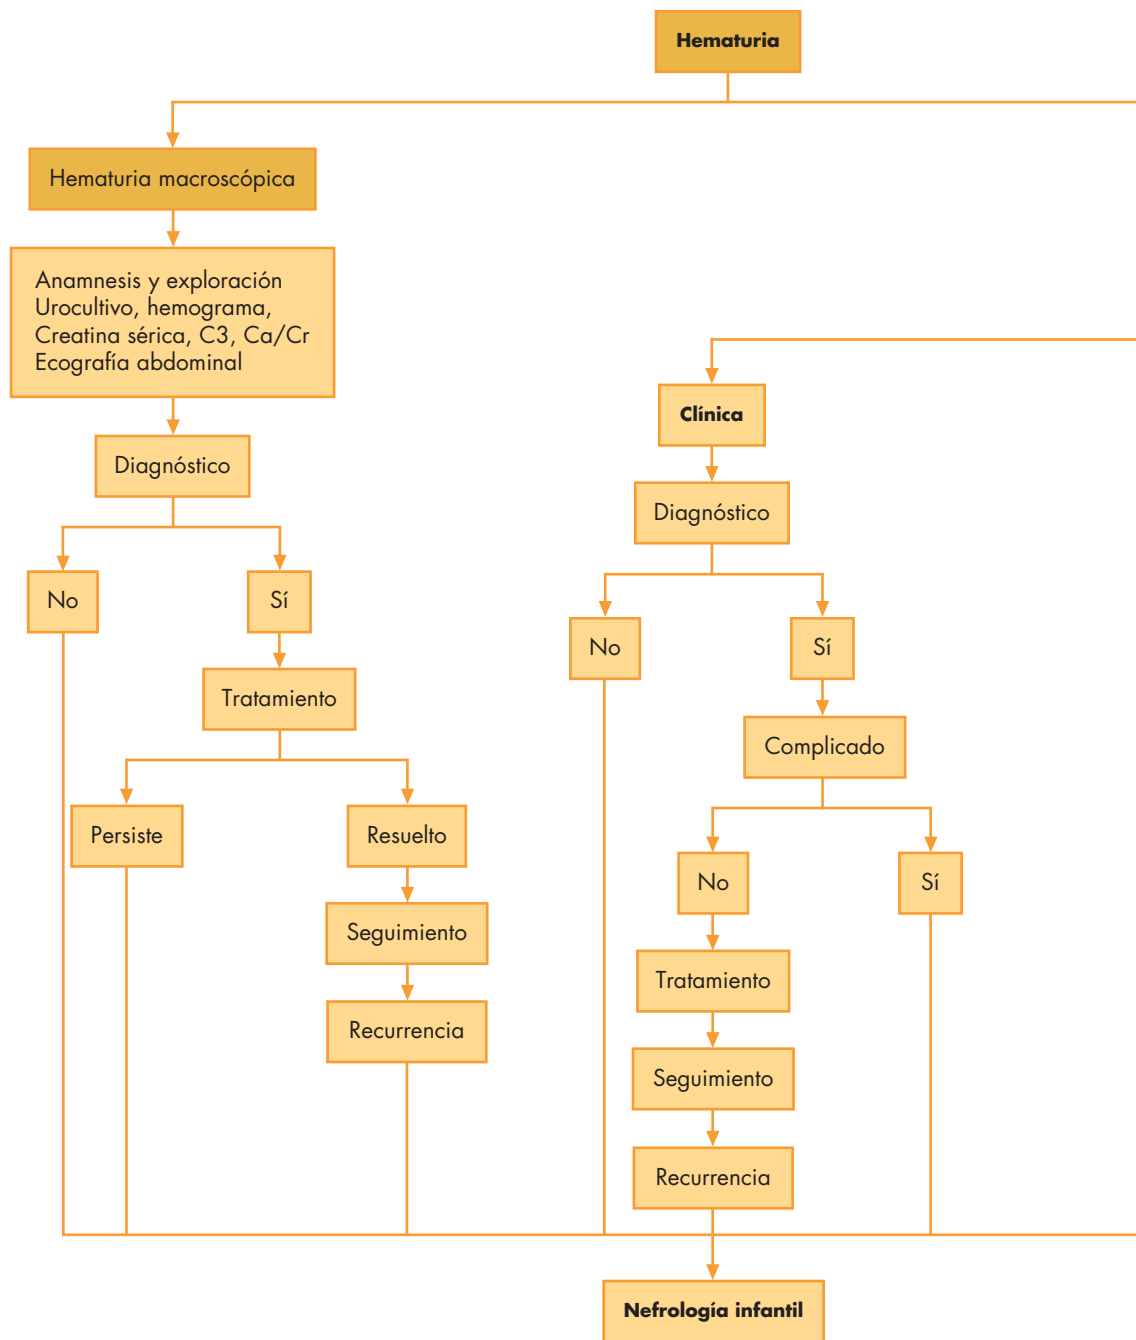 Hematuria
Hematuria macroscópica
Anamnesis y exploración
Urocultivo, hemograma,
Creatina sérica, C3, Ca/Cr
Ecografía abdominal
Diagnóstico
No
Sí
Tratamiento
Persiste
Resuelto
Seguimiento
Recurrencia
Clínica
Diagnóstico
No
Sí
Complicado
No
Sí
Tratamiento
Seguimiento
Recurrencia
Nefrología infantil